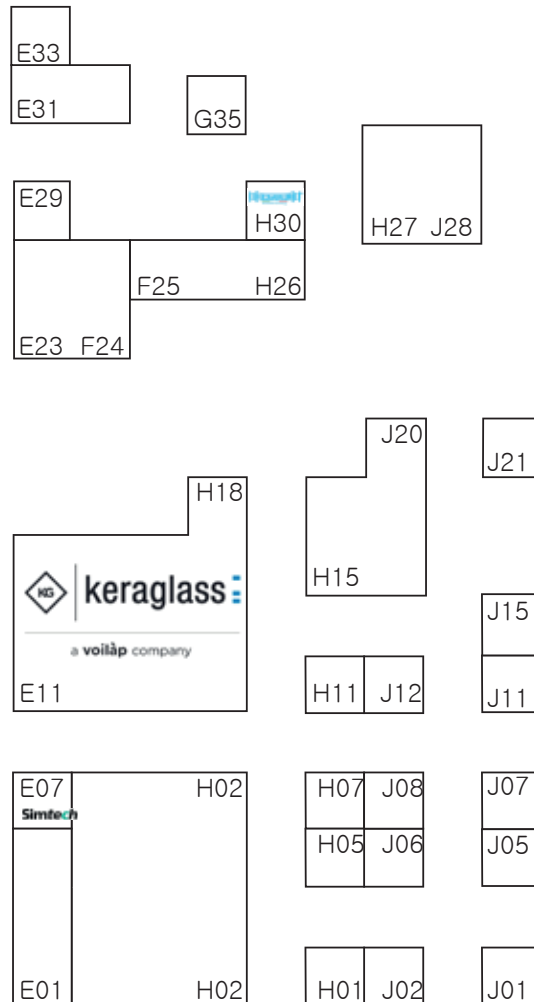 E33
E31
G35
E29
H30
H27 J28
F25 H26
E23 F24
J20
J21
H18
KG keraglass
H15
a voilàp company
J15
E11
H11 J12
J11
E07 H02
H07 J08
J07
Simtech
H05 J06
J05
E01 H02
H01 J02
J01